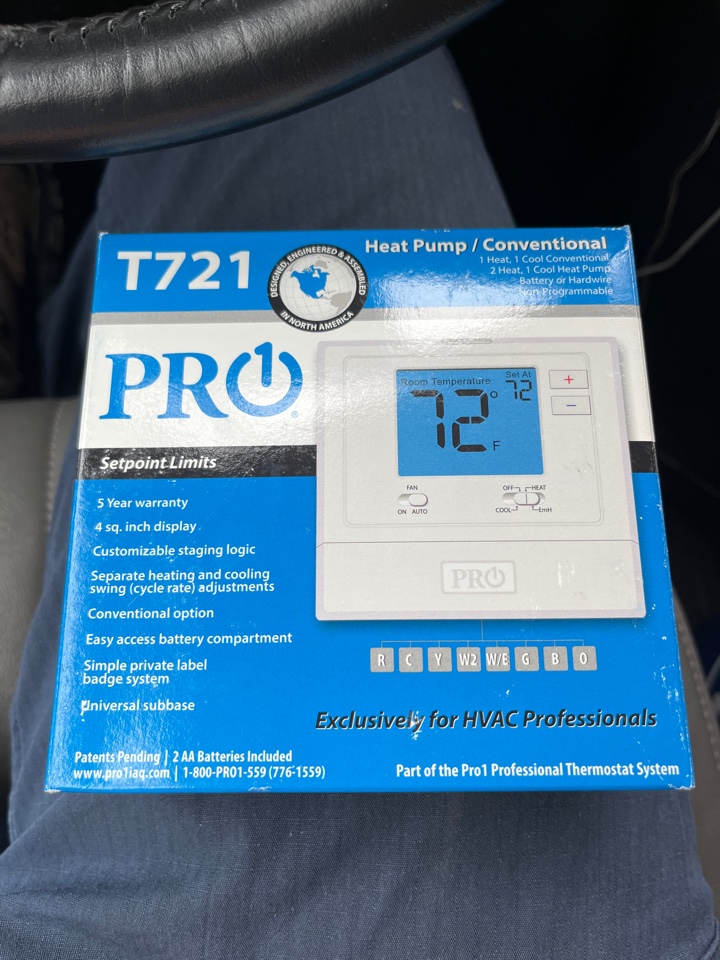 T721
DESIGNED, ENGINEERED & ASSEMBLED
IN NORTH AMERICA
Heat Pump / Conventional
1 Heat, 1 Cool Conventional
2 Heat, 1 Cool Heat Pump
Battery or Hardwire
Non Programmable
PRO1®
Setpoint Limits
5 Year warranty
4 sq. inch display
Customizable staging logic
Separate heating and cooling
swing (cycle rate) adjustments
Conventional option
Easy access battery compartment
Simple private label
badge system
Universal subbase
Room Temperature
Set At
72
72° F
+
−
FAN
ON AUTO
OFF HEAT
COOL EmH
PRO1
R C Y W2 W/E G B O
Exclusively for HVAC Professionals
Patents Pending | 2 AA Batteries Included
www.pro1iaq.com | 1-800-PRO1-559 (776-1559)
Part of the Pro1 Professional Thermostat System